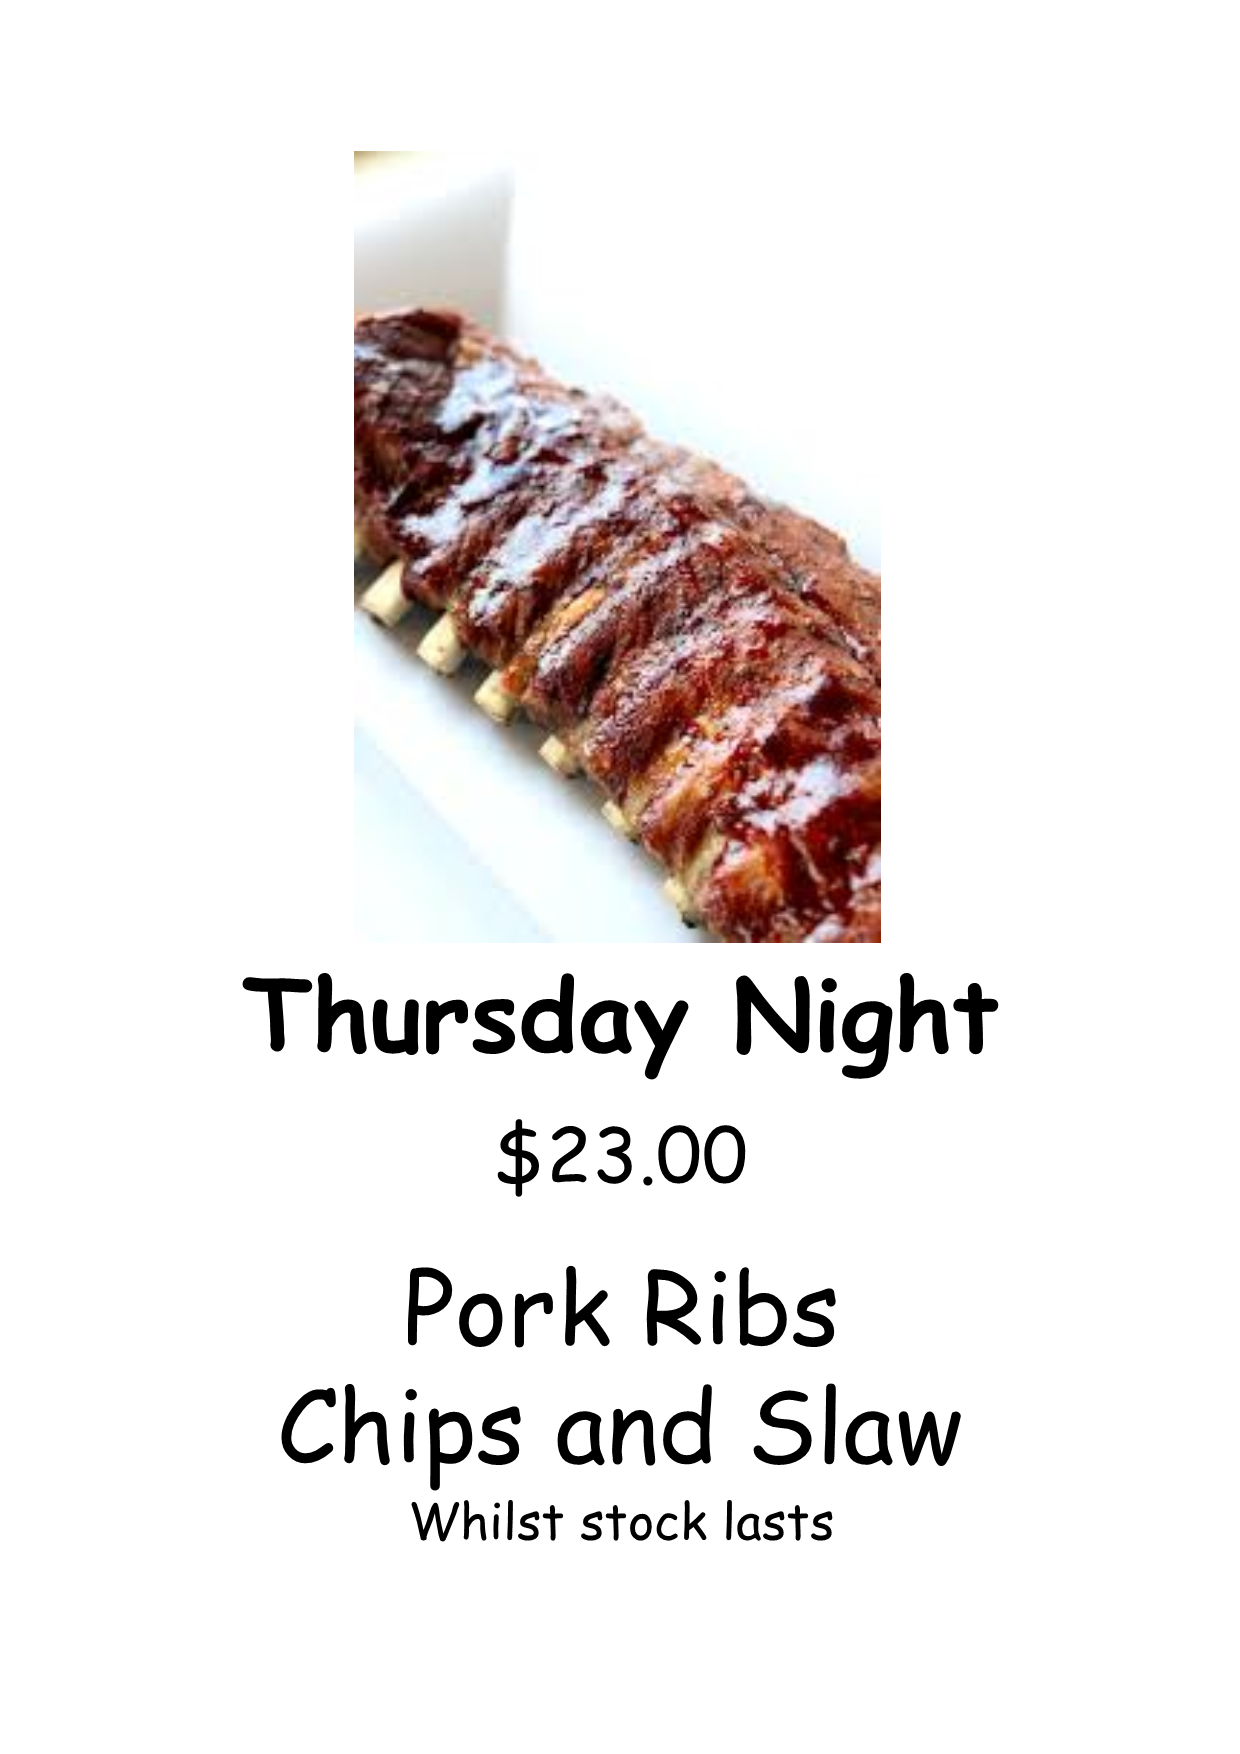 Thursday Night
$23.00
Pork Ribs
Chips and Slaw
Whilst stock lasts